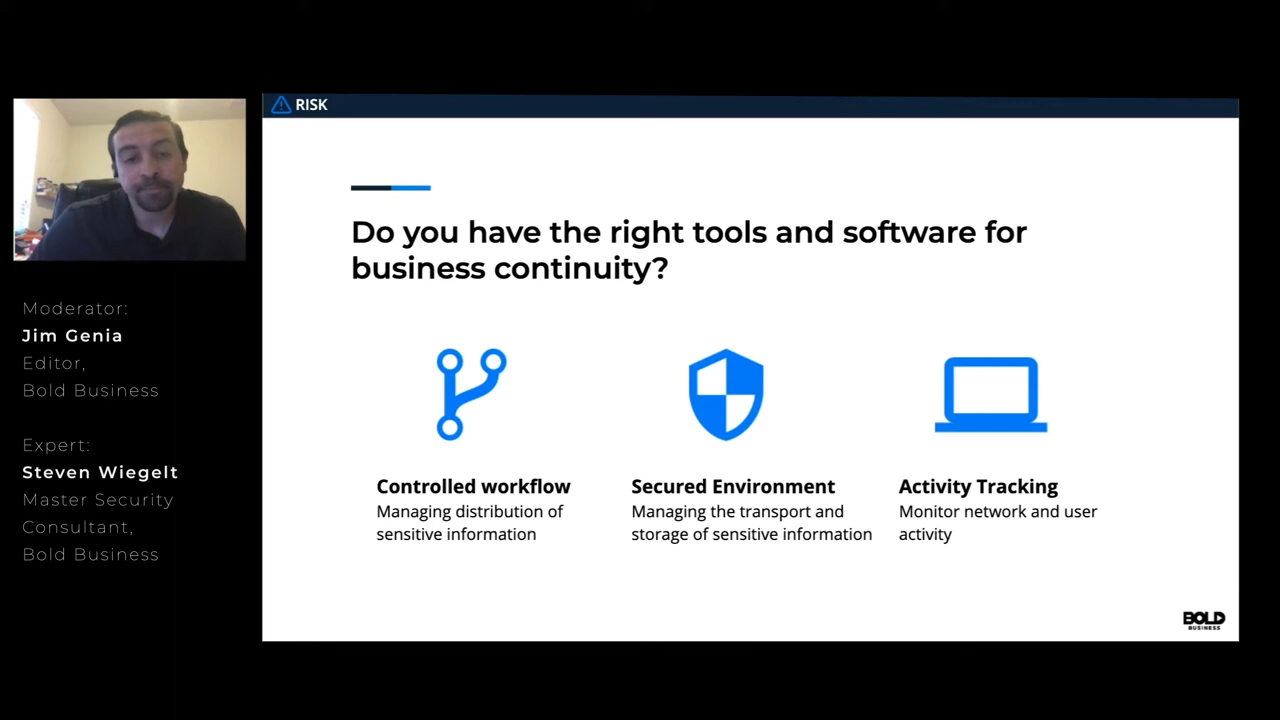 RISK
Do you have the right tools and software for
business continuity?
Controlled workflow
Managing distribution of
sensitive information
Secured Environment
Managing the transport and
storage of sensitive information
Activity Tracking
Monitor network and user
activity
BOLD
BUSINESS
Moderator:
Jim Genia
Editor,
Bold Business
Expert:
Steven Wiegelt
Master Security
Consultant,
Bold Business